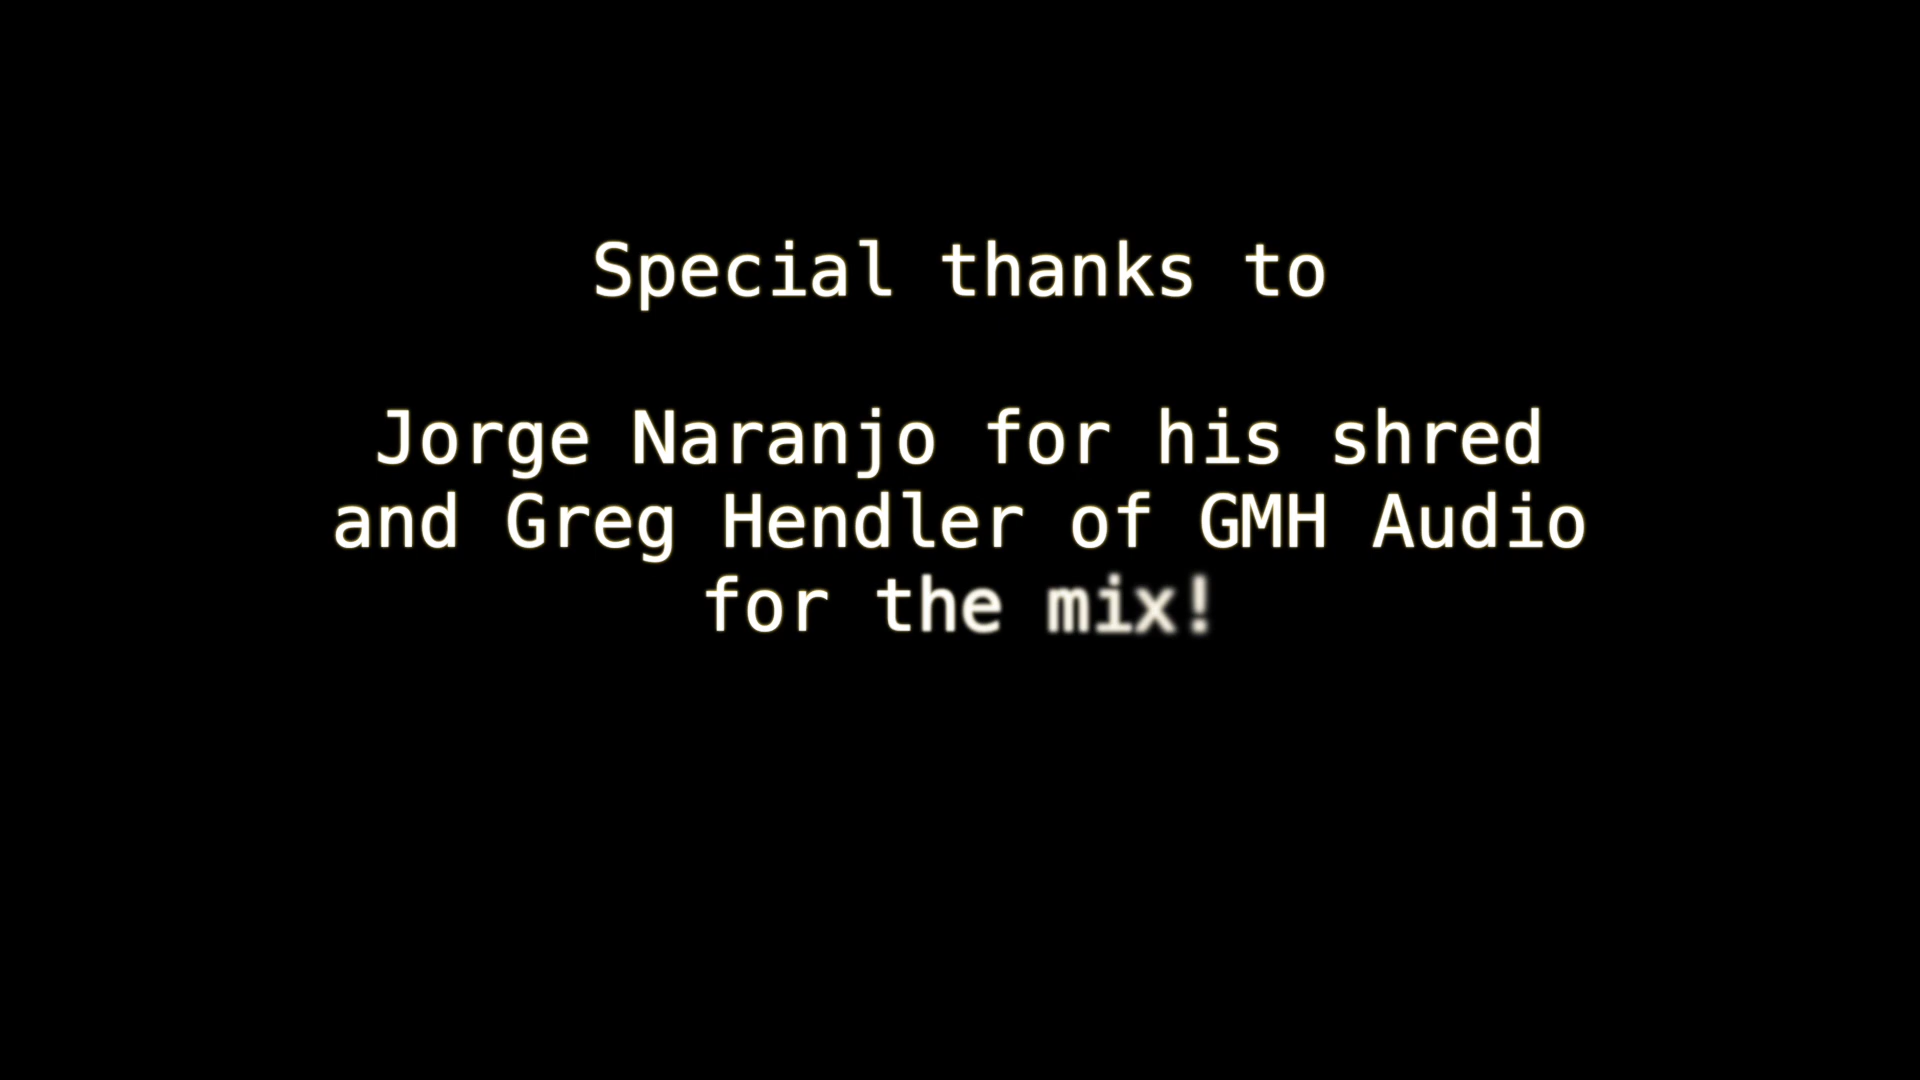 Special thanks to
Jorge Naranjo for his shred
and Greg Hendler of GMH Audio
for the mix!